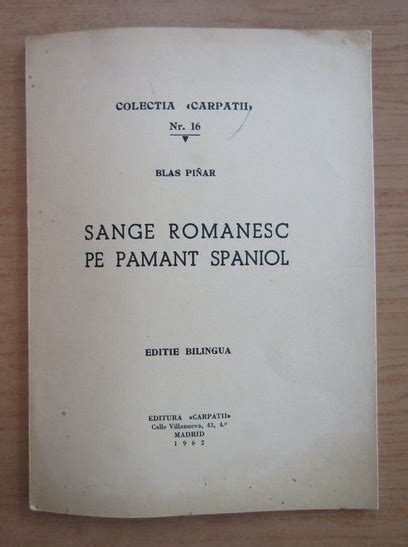 COLECTIA «CARPATII»
Nr. 16
BLAS PIÑAR
SANGE ROMANESC
PE PAMANT SPANIOL
EDITIE BILINGUA
EDITURA «CARPATII»
Calle Villanueva, 43, 4.º
MADRID
1962